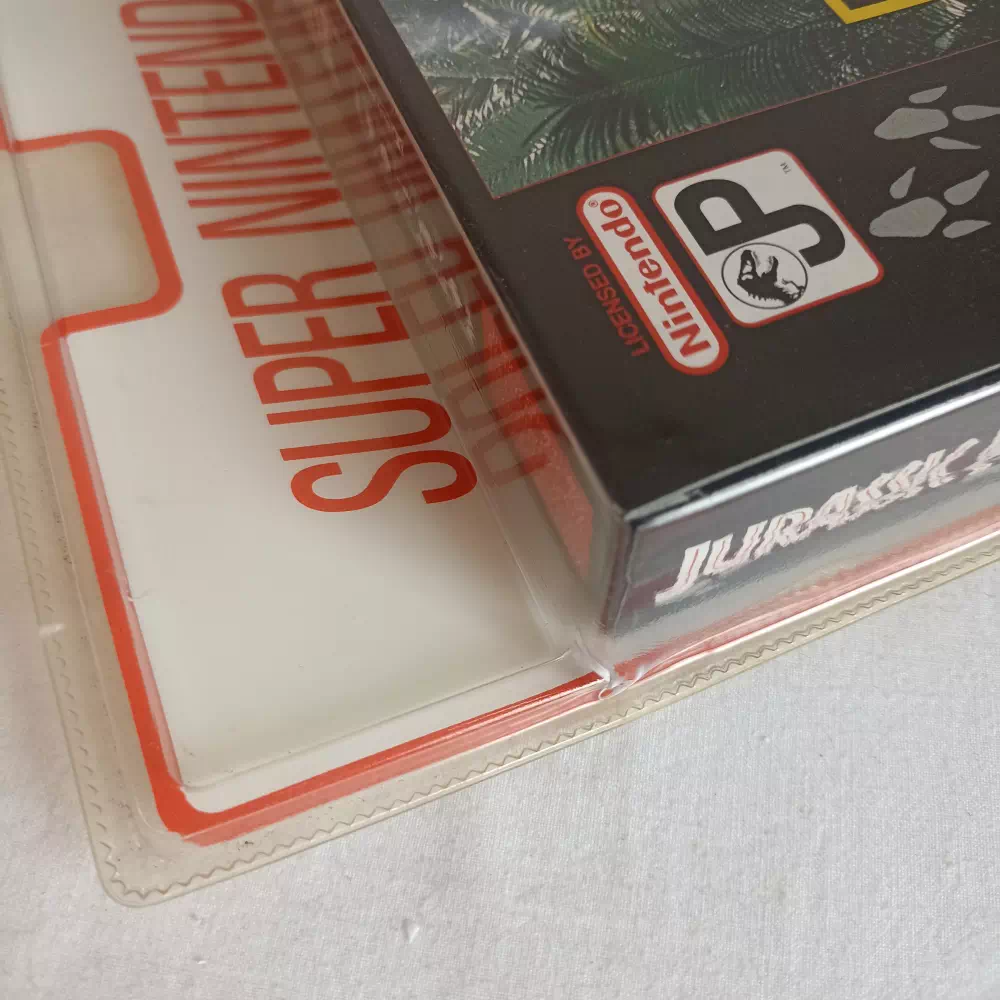 SUPER NINTENDO
LICENSED BY
Nintendo®
JP
™
JURASSIC